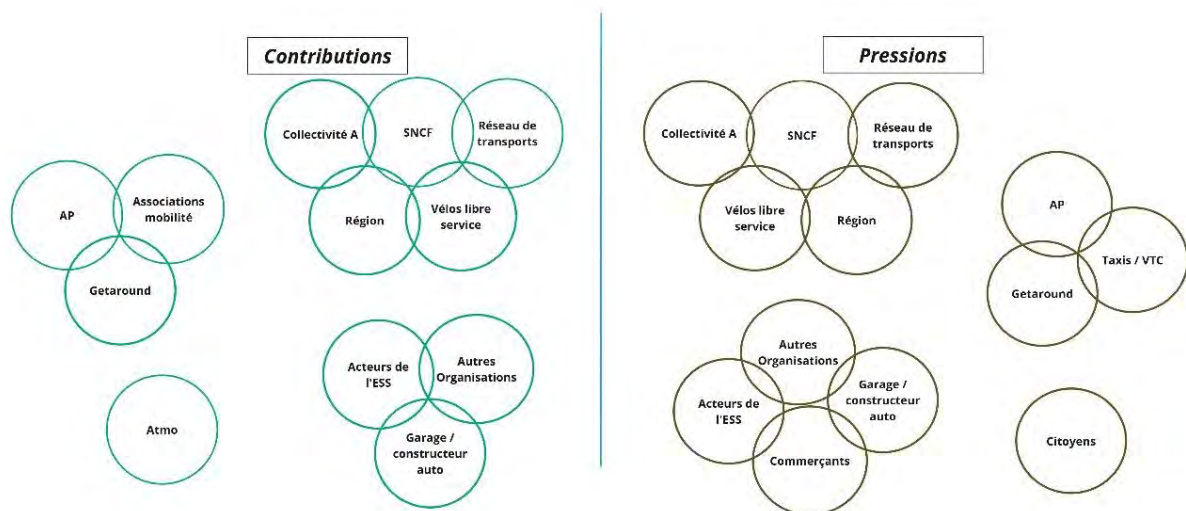 Contributions
Collectivité A
SNCF
Réseau de
transports
Région
Vélos libre
service
AP
Associations
mobilité
Getaround
Acteurs de
l'ESS
Autres
Organisations
Garage /
constructeur
auto
Atmo
Pressions
Collectivité A
SNCF
Réseau de
transports
Vélos libre
service
Région
AP
Taxis / VTC
Getaround
Autres
Organisations
Acteurs de
l'ESS
Garage /
constructeur
auto
Commerçants
Citoyens